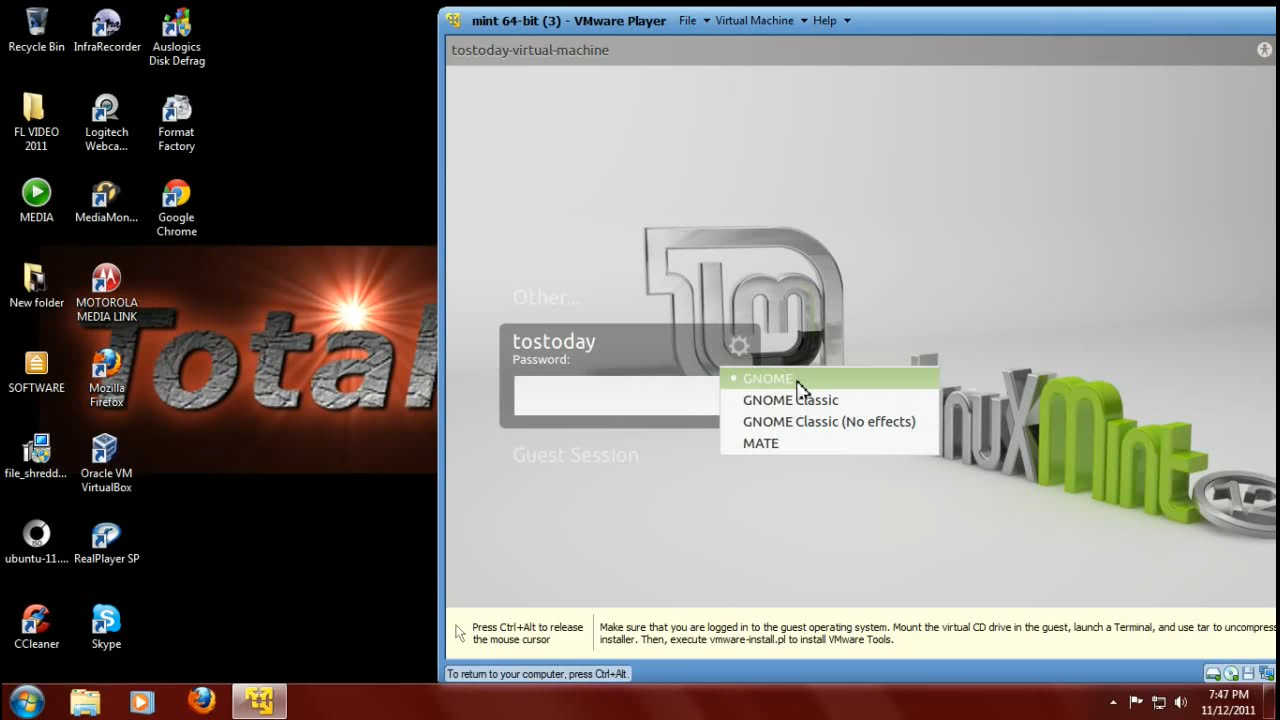 Recycle Bin
InfraRecorder
Auslogics
Disk Defrag
FL VIDEO
2011
Logitech
Webca...
Format
Factory
MEDIA
MediaMon...
Google
Chrome
New folder
MOTOROLA
MEDIA LINK
SOFTWARE
Mozilla
Firefox
file_shredd...
Oracle VM
VirtualBox
ubuntu-11....
RealPlayer SP
CCleaner
Skype
Total
mint 64-bit (3) - VMware Player
File
Virtual Machine
Help
tostoday-virtual-machine
Other...
tostoday
Password:
GNOME
GNOME Classic
GNOME Classic (No effects)
MATE
Guest Session
LinuxMint
12
Press Ctrl+Alt to release
the mouse cursor
Make sure that you are logged in to the guest operating system. Mount the virtual CD drive in the guest, launch a Terminal, and use tar to uncompress
installer. Then, execute vmware-install.pl to install VMware Tools.
To return to your computer, press Ctrl+Alt.
7:47 PM
11/12/2011